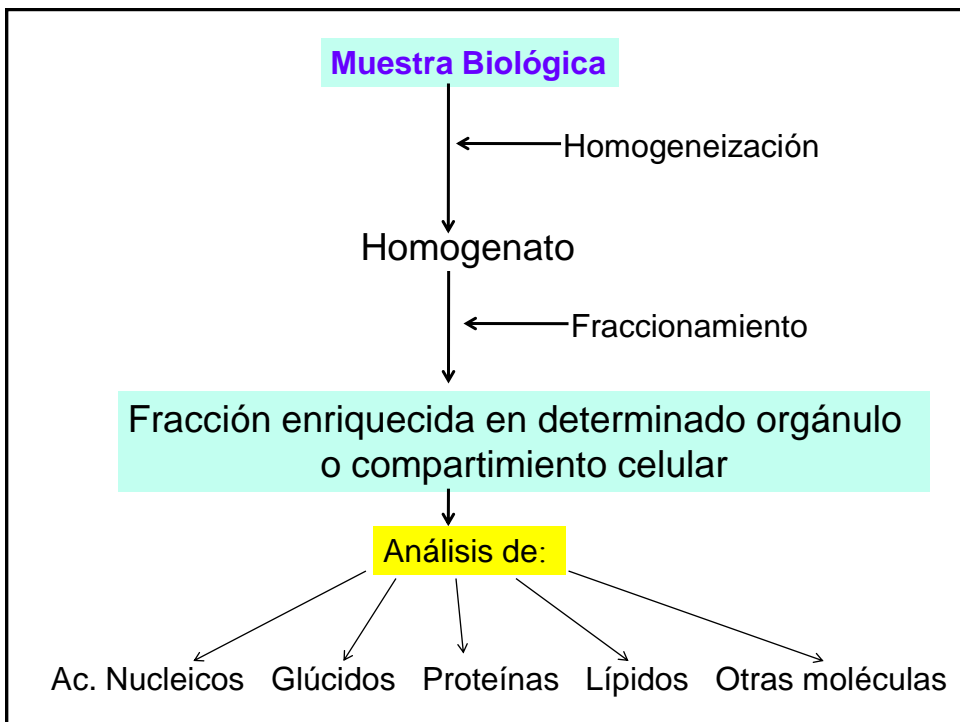 Muestra Biológica
Homogeneización
Homogenato
Fraccionamiento
Fracción enriquecida en determinado orgánulo
o compartimiento celular
Análisis de:
Ac. Nucleicos Glúcidos Proteínas Lípidos Otras moléculas